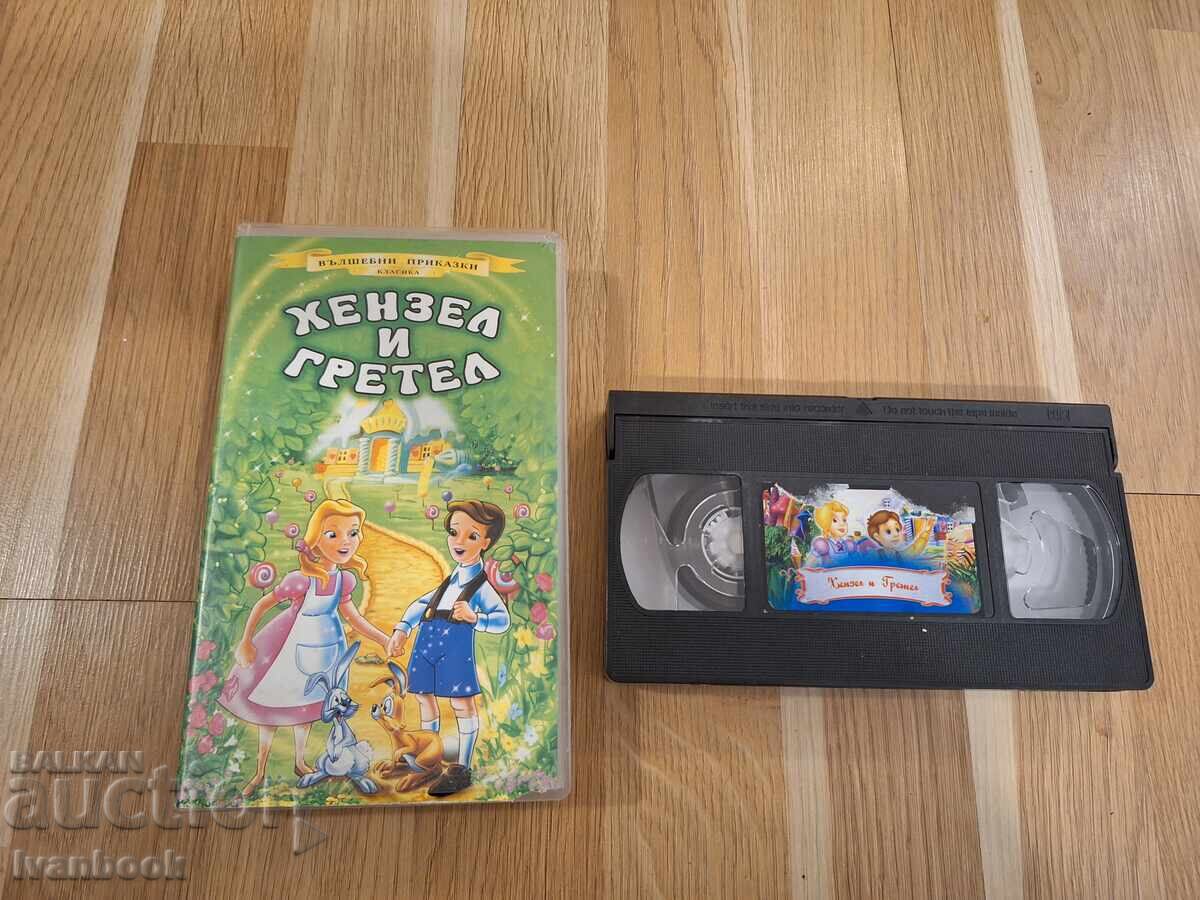 ВЪЛШЕБНИ ПРИКАЗКИ
КЛАСИКА
ХЕНЗЕЛ
И
ГРЕТЕЛ
Insert this side into recorder
Do not touch the tape inside
Хензел и Гретел
BALKAN
auction
Ivanbook